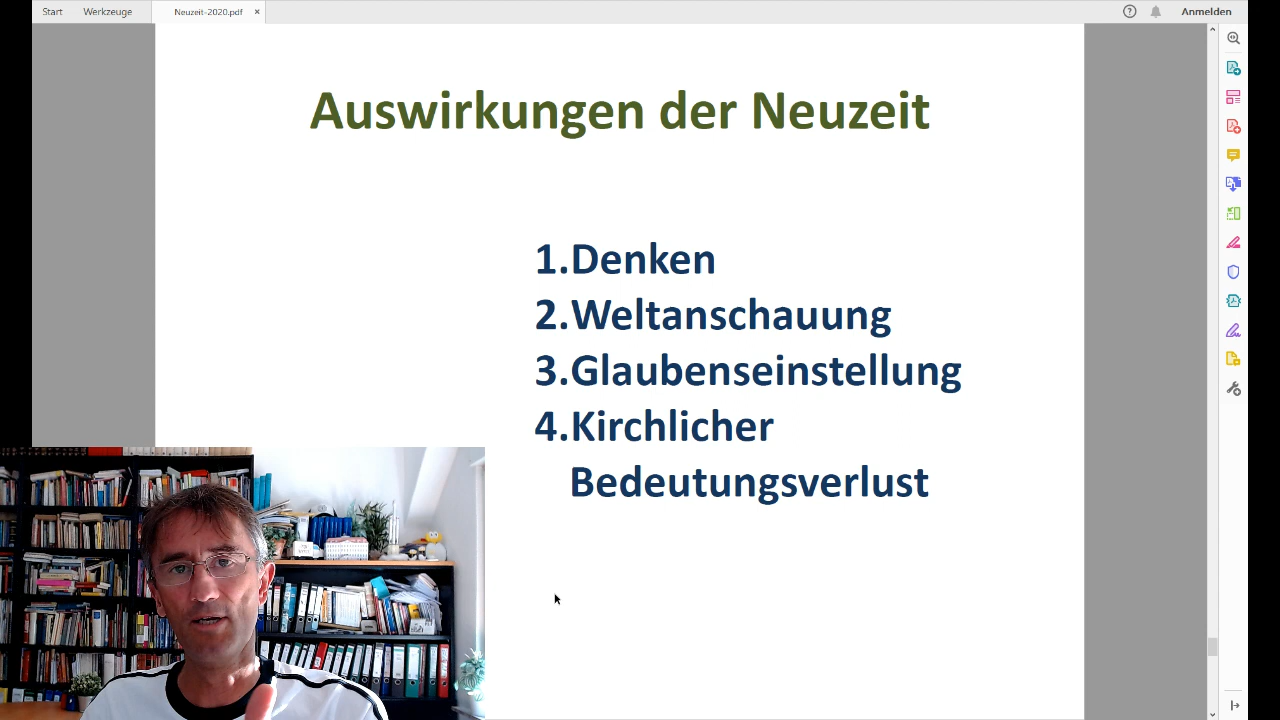 Start Werkzeuge Neuzeit-2020.pdf × Anmelden
Auswirkungen der Neuzeit
1.Denken
2.Weltanschauung
3.Glaubenseinstellung
4.Kirchlicher
Bedeutungsverlust